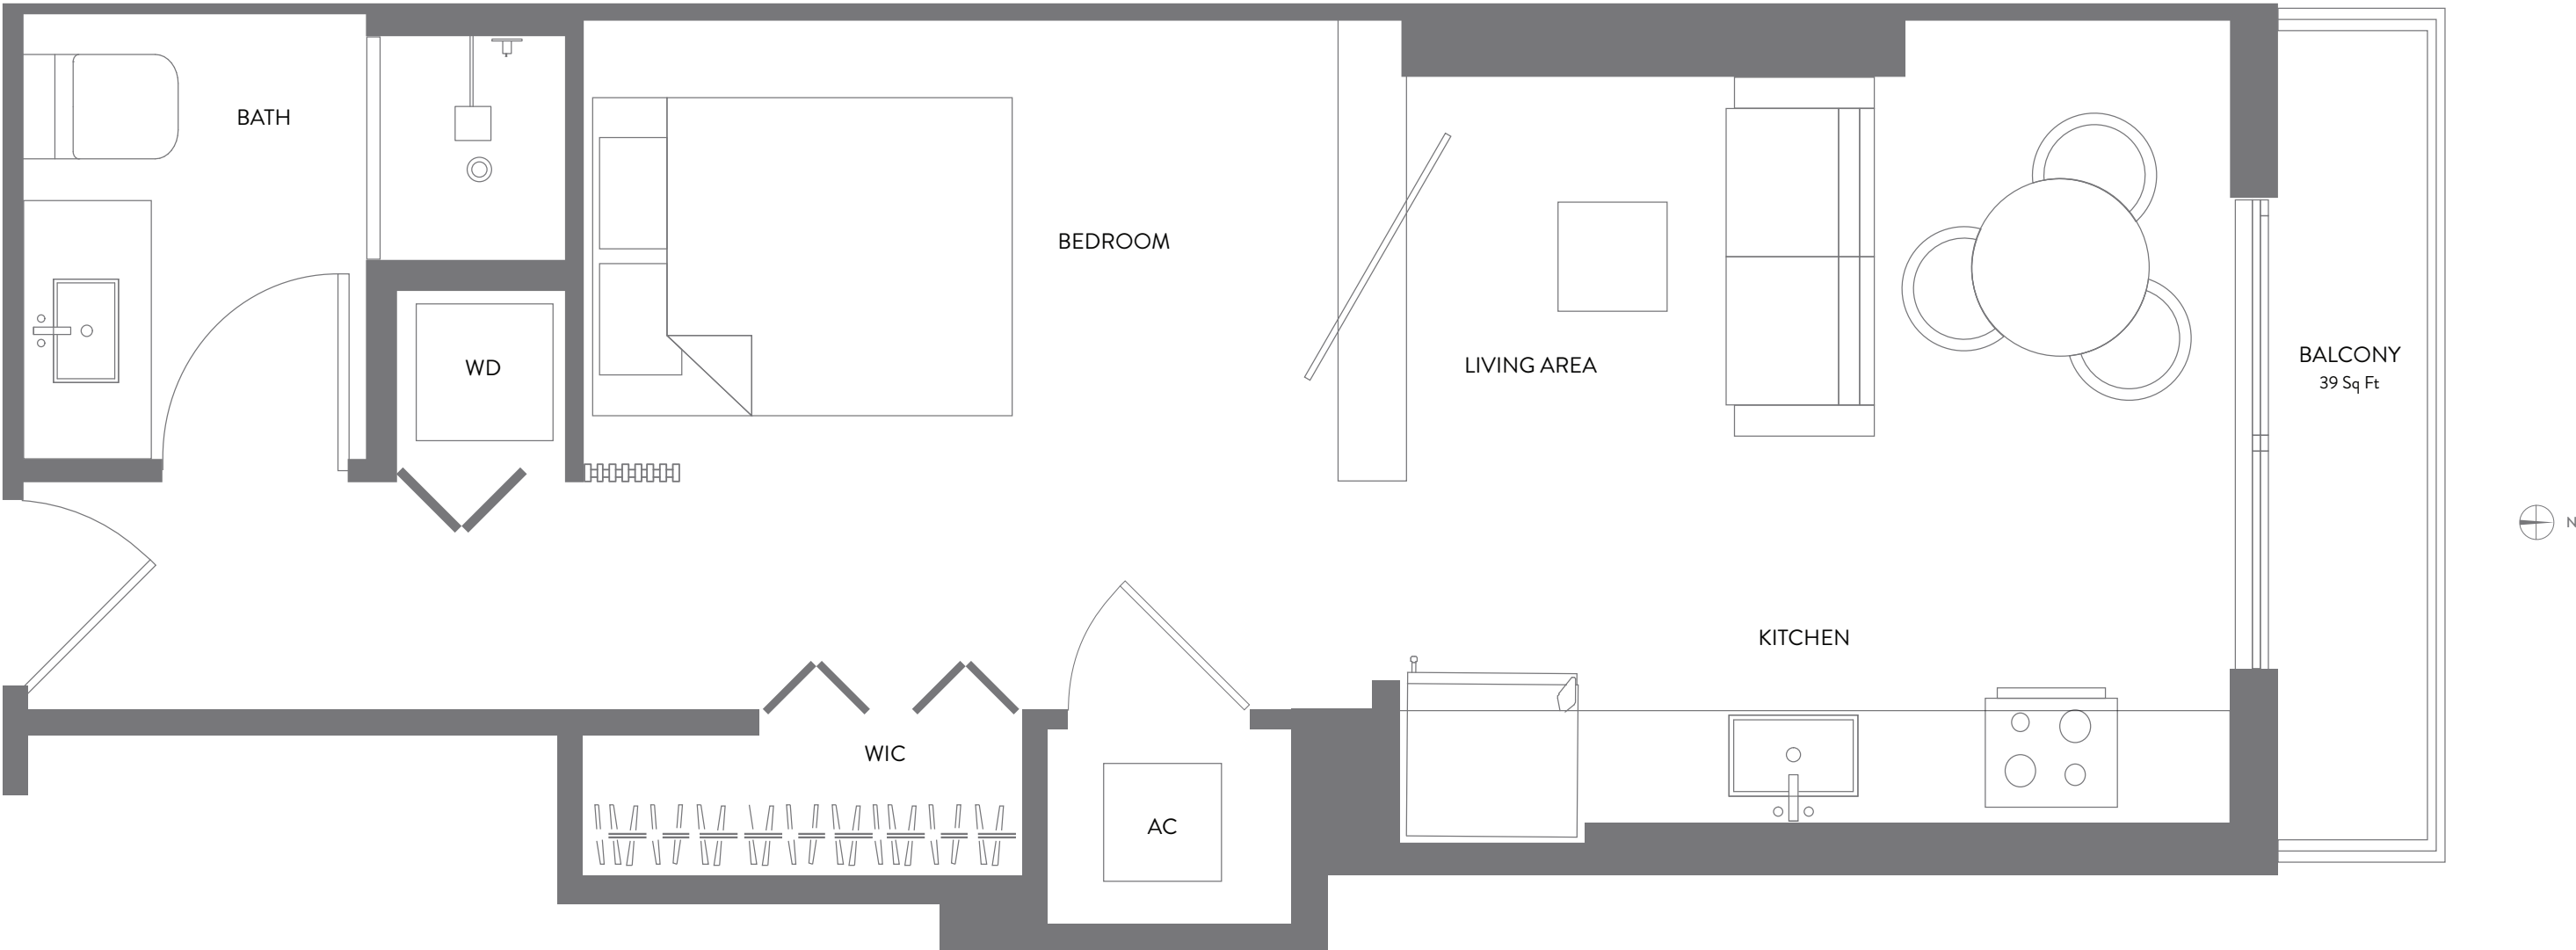 BATH
BEDROOM
WD
LIVING AREA
BALCONY
39 Sq Ft
N
KITCHEN
WIC
AC